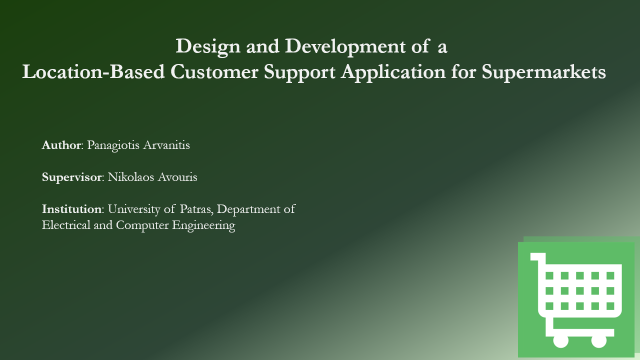 Design and Development of a
Location-Based Customer Support Application for Supermarkets
Author: Panagiotis Arvanitis
Supervisor: Nikolaos Avouris
Institution: University of Patras, Department of
Electrical and Computer Engineering